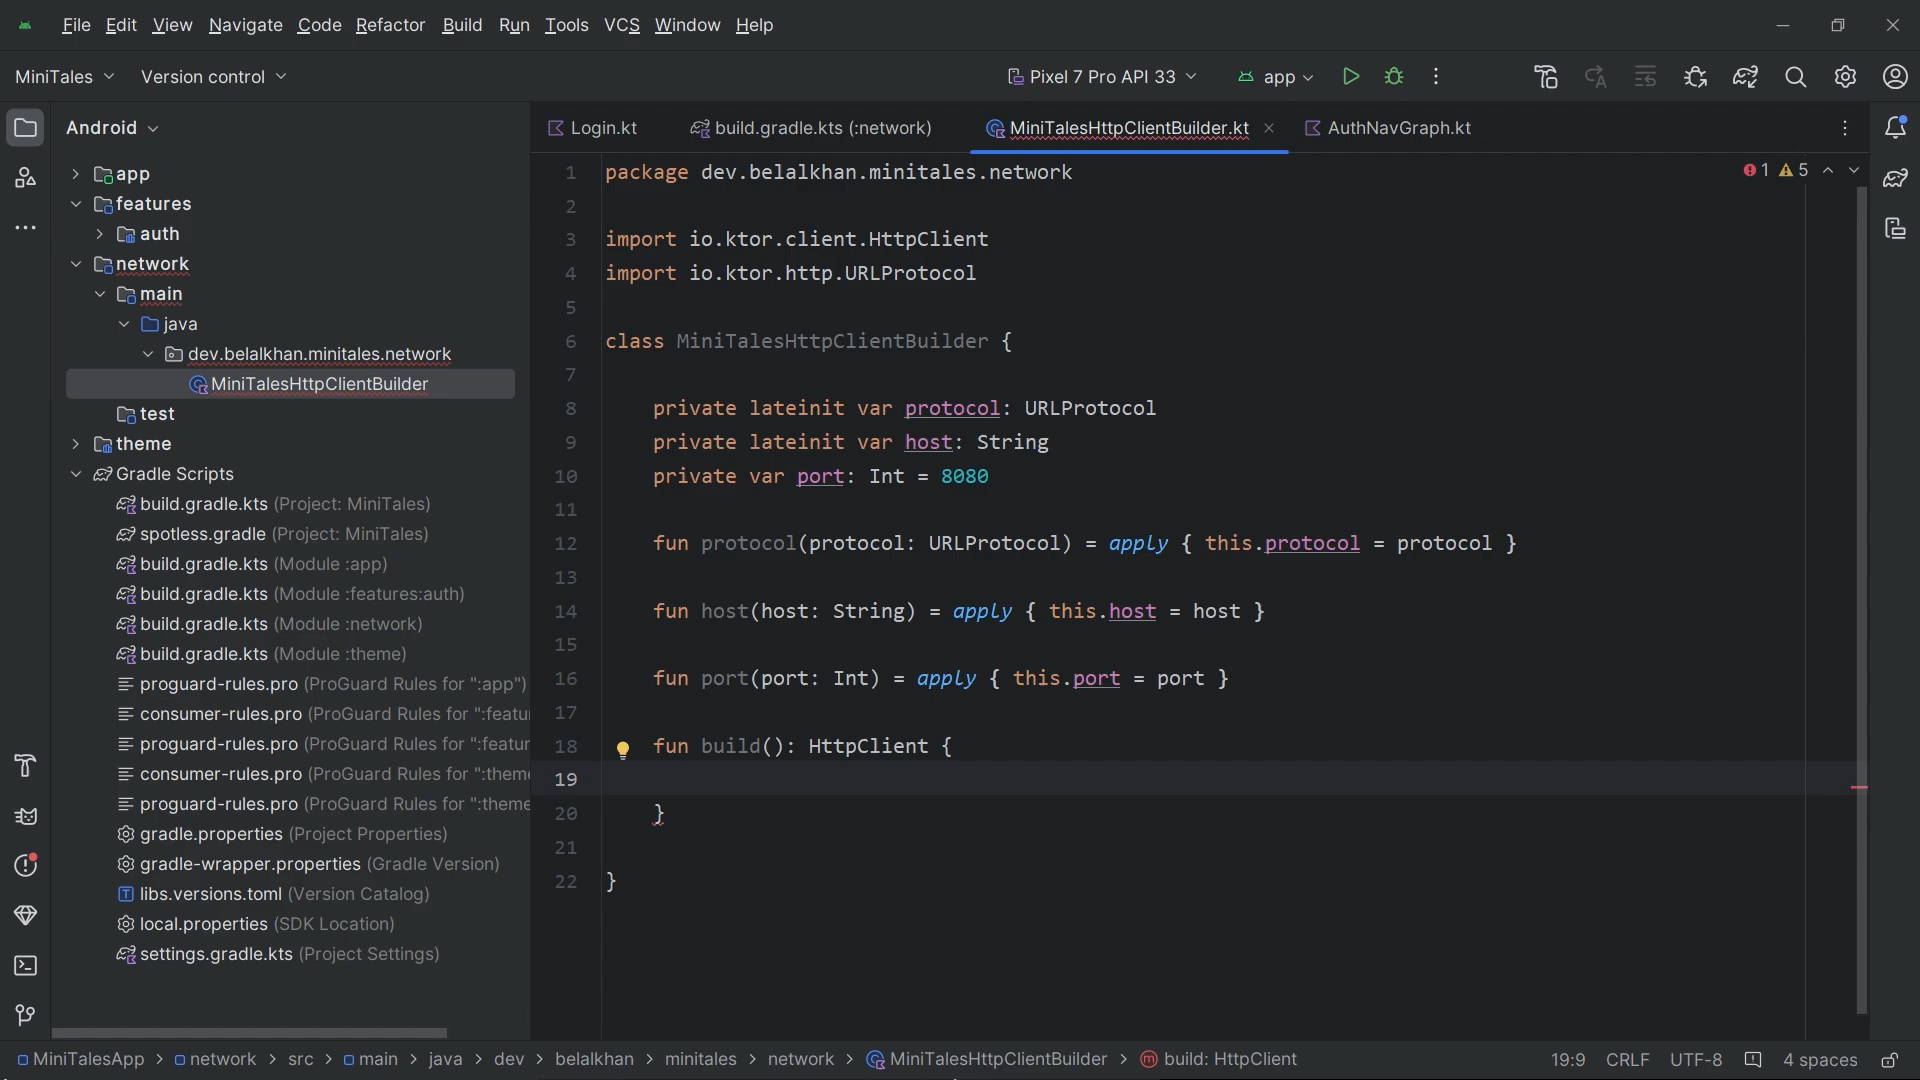 File Edit View Navigate Code Refactor Build Run Tools VCS Window Help
MiniTales Version control Pixel 7 Pro API 33 app
Android
Login.kt build.gradle.kts (:network) MiniTalesHttpClientBuilder.kt AuthNavGraph.kt
app
features
auth
network
main
java
dev.belalkhan.minitales.network
MiniTalesHttpClientBuilder
test
theme
Gradle Scripts
build.gradle.kts (Project: MiniTales)
spotless.gradle (Project: MiniTales)
build.gradle.kts (Module :app)
build.gradle.kts (Module :features:auth)
build.gradle.kts (Module :network)
build.gradle.kts (Module :theme)
proguard-rules.pro (ProGuard Rules for ":app")
consumer-rules.pro (ProGuard Rules for ":featu
proguard-rules.pro (ProGuard Rules for ":featur
consumer-rules.pro (ProGuard Rules for ":them
proguard-rules.pro (ProGuard Rules for ":theme
gradle.properties (Project Properties)
gradle-wrapper.properties (Gradle Version)
libs.versions.toml (Version Catalog)
local.properties (SDK Location)
settings.gradle.kts (Project Settings)
1 package dev.belalkhan.minitales.network 1 5
2
3 import io.ktor.client.HttpClient
4 import io.ktor.http.URLProtocol
5
6 class MiniTalesHttpClientBuilder {
7
8 private lateinit var protocol: URLProtocol
9 private lateinit var host: String
10 private var port: Int = 8080
11
12 fun protocol(protocol: URLProtocol) = apply { this.protocol = protocol }
13
14 fun host(host: String) = apply { this.host = host }
15
16 fun port(port: Int) = apply { this.port = port }
17
18 fun build(): HttpClient {
19
20 }
21
22 }
MiniTalesApp > network > src > main > java > dev > belalkhan > minitales > network > MiniTalesHttpClientBuilder > build: HttpClient 19:9 CRLF UTF-8 4 spaces